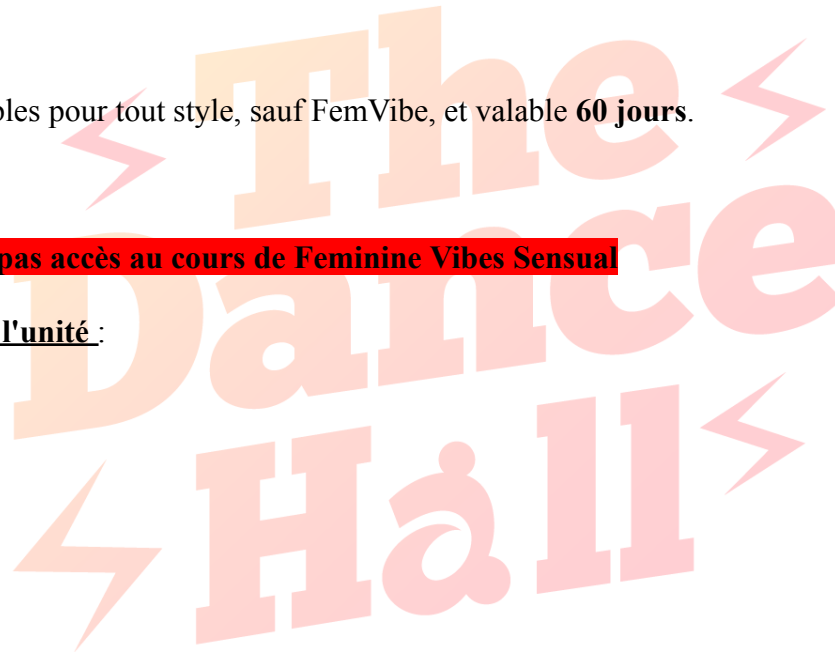 bles pour tout style, sauf FemVibe, et valable 60 jours.
pas accès au cours de Feminine Vibes Sensual
l'unité :
The
Dance
Hall